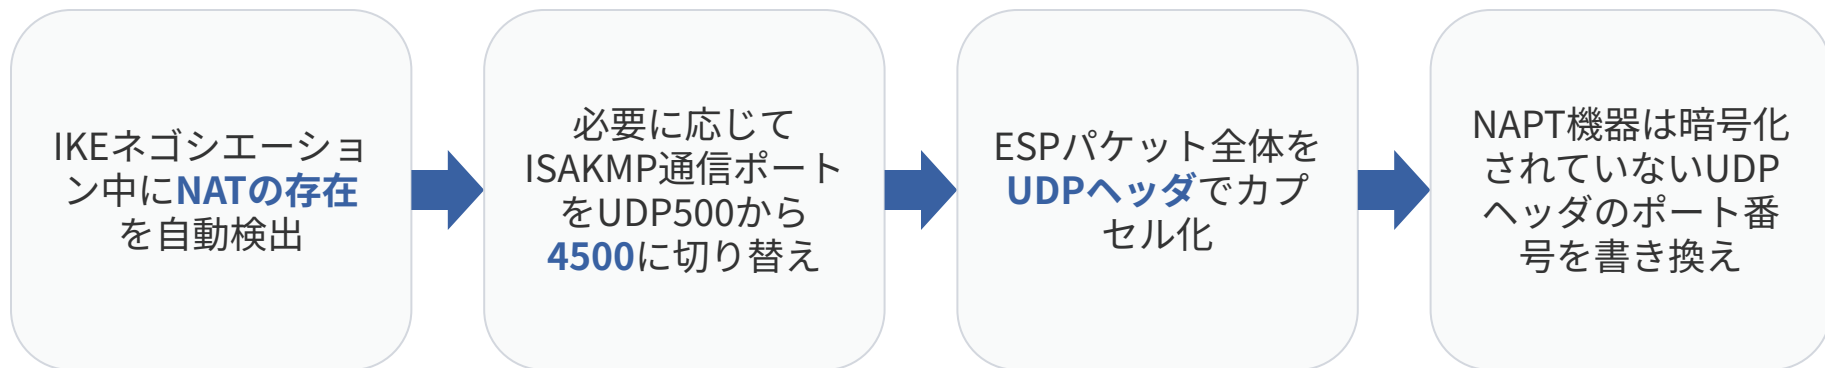 IKEネゴシエーショ
ン中にNATの存在
を自動検出
必要に応じて
ISAKMP通信ポート
をUDP500から
4500に切り替え
ESPパケット全体を
UDPヘッダでカプ
セル化
NAPT機器は暗号化
されていないUDP
ヘッダのポート番
号を書き換え